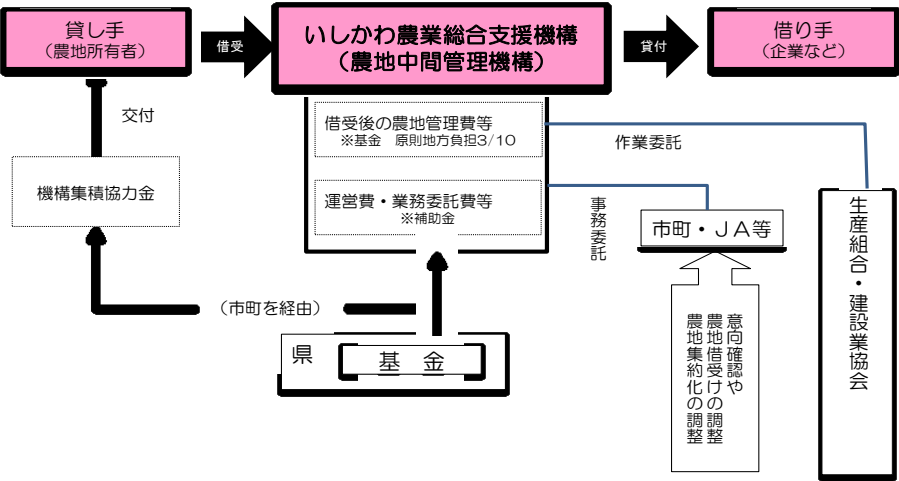 貸し手
（農地所有者）
借受
いしかわ農業総合支援機構
（農地中間管理機構）
貸付
借り手
（企業など）
交付
機構集積協力金
借受後の農地管理費等
※基金　原則地方負担3/10
運営費・業務委託費等
※補助金
作業委託
事務委託
市町・ＪＡ等
生産組合・建設業協会
（市町を経由）
県
基　金
意向確認や
農地借受けの調整
農地集約化の調整